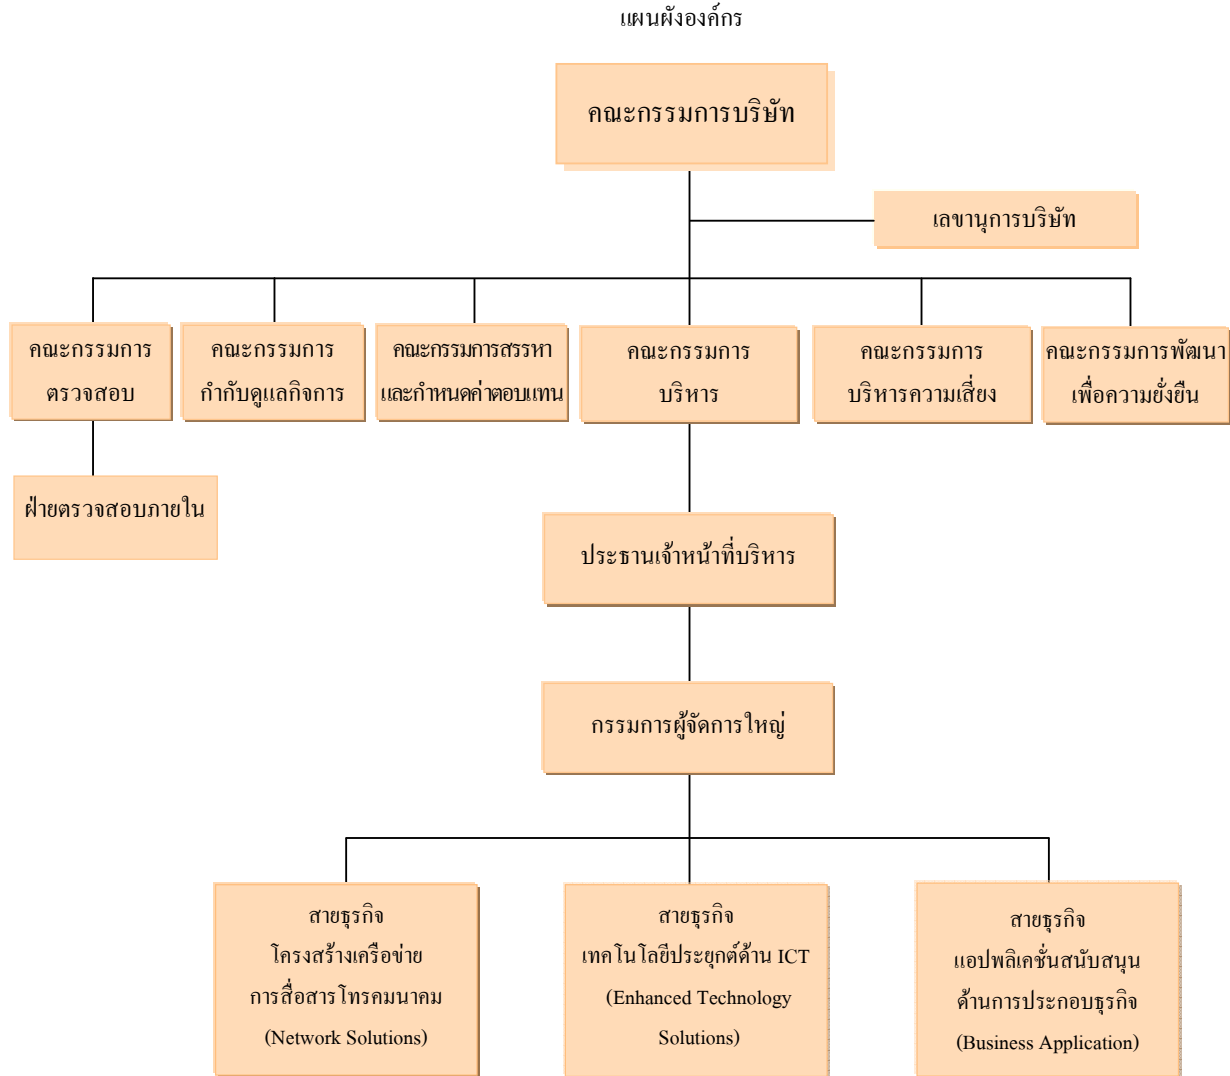 แผนผังองค์กร
คณะกรรมการบริษัท
เลขานุการบริษัท
คณะกรรมการ
ตรวจสอบ
คณะกรรมการ
กำกับดูแลกิจการ
คณะกรรมการสรรหา
และกำหนดค่าตอบแทน
คณะกรรมการ
บริหาร
คณะกรรมการ
บริหารความเสี่ยง
คณะกรรมการพัฒนา
เพื่อความยั่งยืน
ฝ่ายตรวจสอบภายใน
ประธานเจ้าหน้าที่บริหาร
กรรมการผู้จัดการใหญ่
สายธุรกิจ
โครงสร้างเครือข่าย
การสื่อสารโทรคมนาคม
(Network Solutions)
สายธุรกิจ
เทคโนโลยีประยุกต์ด้าน ICT
(Enhanced Technology
Solutions)
สายธุรกิจ
แอปพลิเคชั่นสนับสนุน
ด้านการประกอบธุรกิจ
(Business Application)